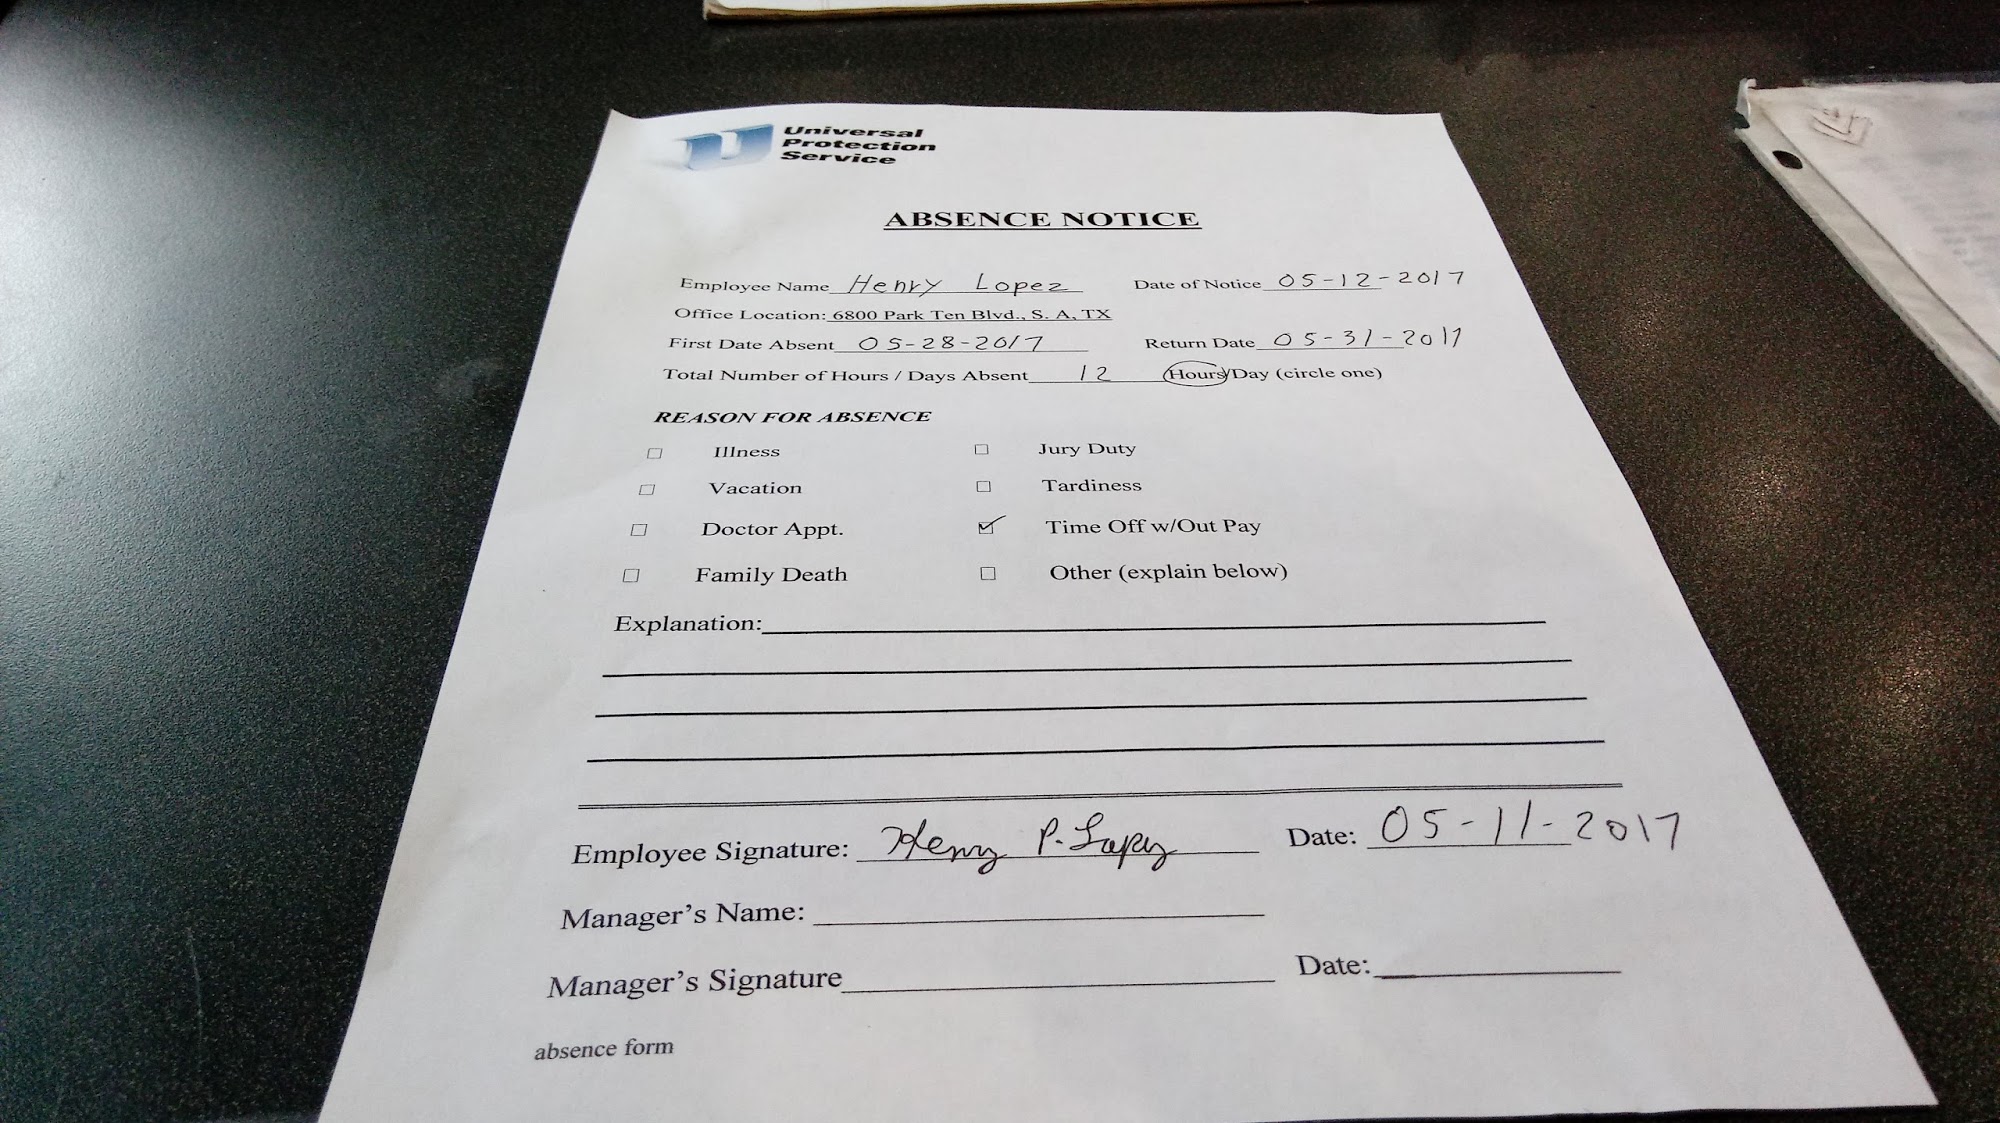 Universal
Protection
Service
ABSENCE NOTICE
Employee Name Henry Lopez Date of Notice 05-12-2017
Office Location: 6800 Park Ten Blvd., S. A, TX
First Date Absent 05-28-2017 Return Date 05-31-2017
Total Number of Hours / Days Absent 12 Hours/Day (circle one)
REASON FOR ABSENCE
Illness Jury Duty
Vacation Tardiness
Doctor Appt. Time Off w/Out Pay
Family Death Other (explain below)
Explanation:
Employee Signature: Henry P. Lopez Date: 05-11-2017
Manager's Name:
Manager's Signature Date:
absence form